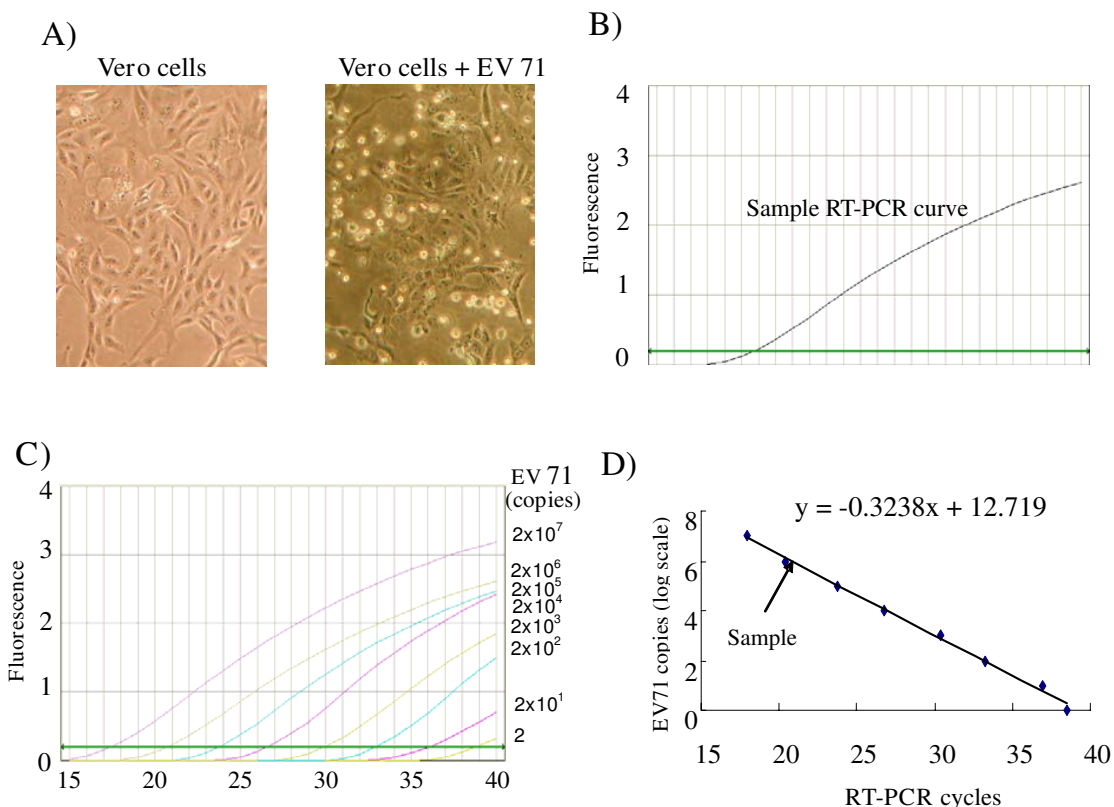 A)
Vero cells
Vero cells + EV 71
B)
4
3
2
1
0
Fluorescence
Sample RT-PCR curve
C)
4
3
2
1
0
Fluorescence
15 20 25 30 35 40
EV 71
(copies)
2x10⁷
2x10⁶
2x10⁵
2x10⁴
2x10³
2x10²
2x10¹
2
D)
y = -0.3238x + 12.719
8
6
4
2
0
EV71 copies (log scale)
Sample
15 20 25 30 35 40
RT-PCR cycles